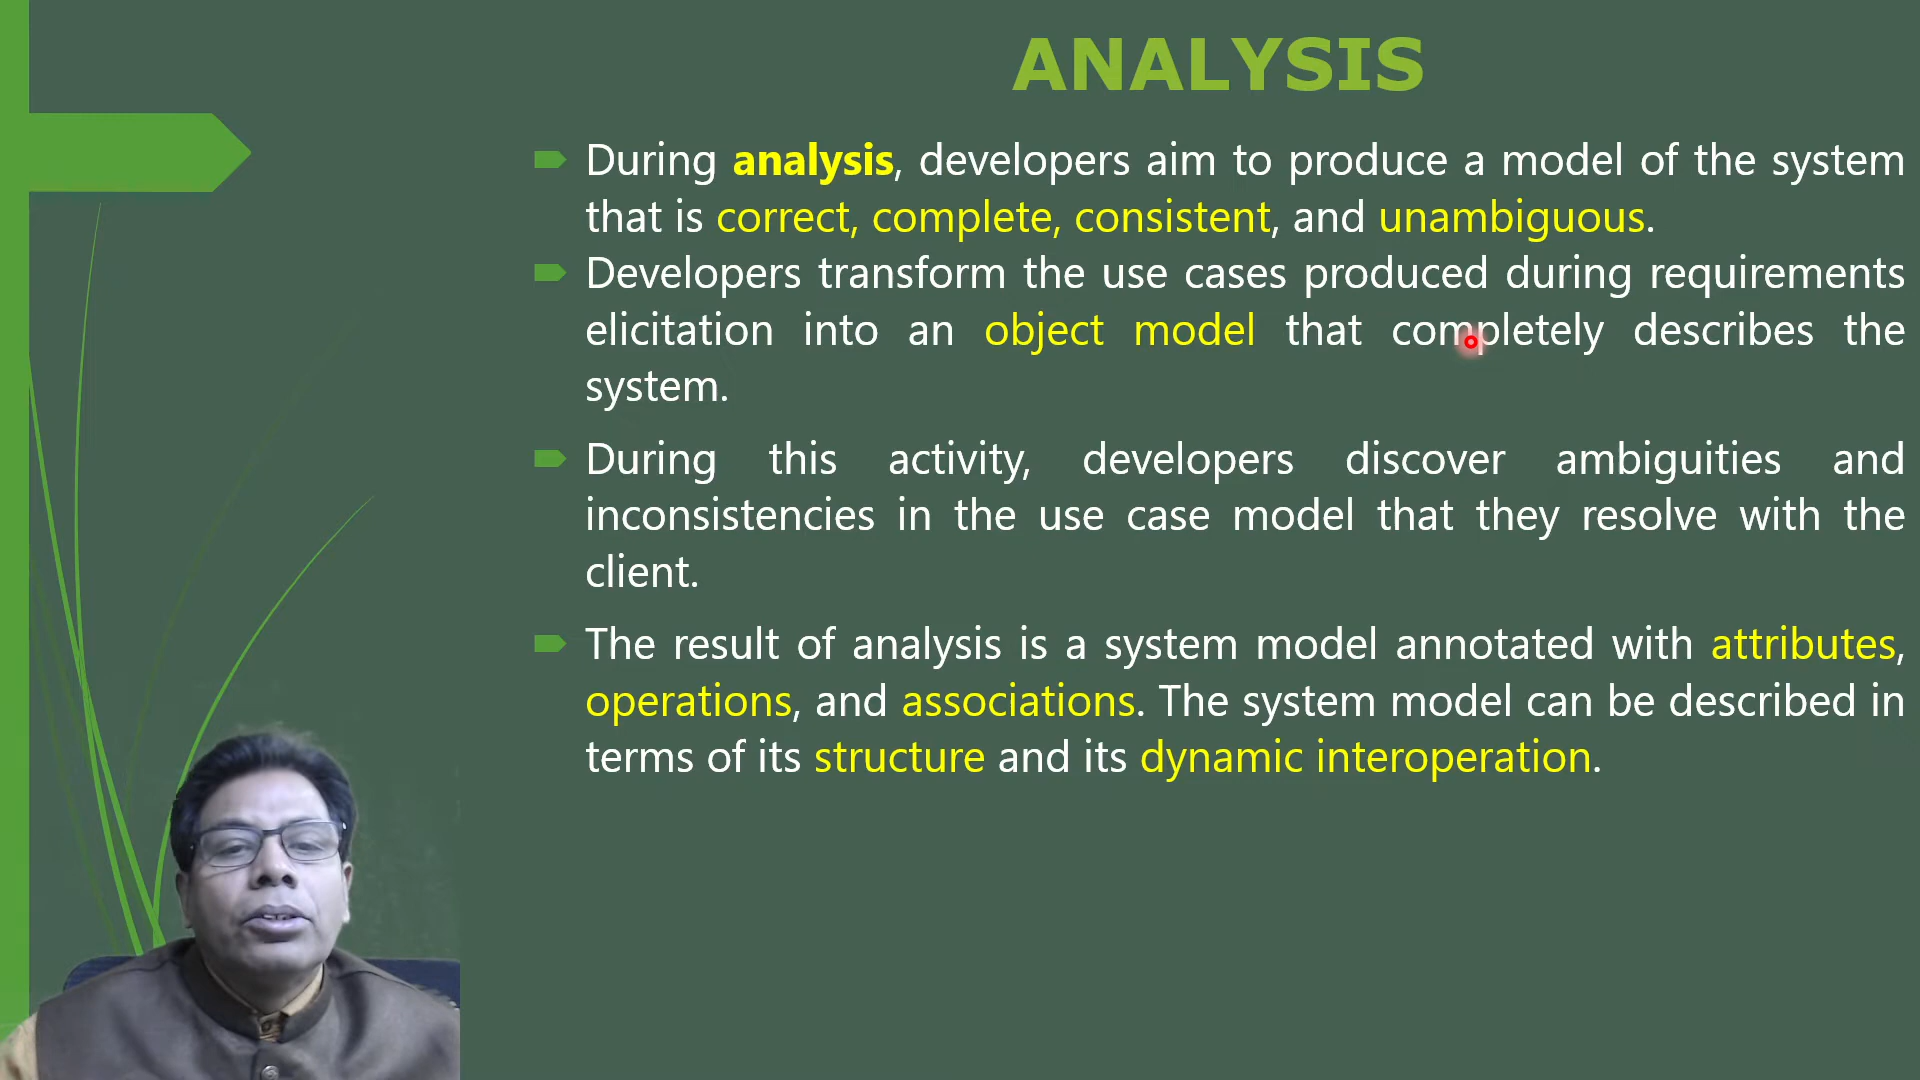 ANALYSIS
During analysis, developers aim to produce a model of the system
that is correct, complete, consistent, and unambiguous.
Developers transform the use cases produced during requirements
elicitation into an object model that completely describes the
system.
During this activity, developers discover ambiguities and
inconsistencies in the use case model that they resolve with the
client.
The result of analysis is a system model annotated with attributes,
operations, and associations. The system model can be described in
terms of its structure and its dynamic interoperation.